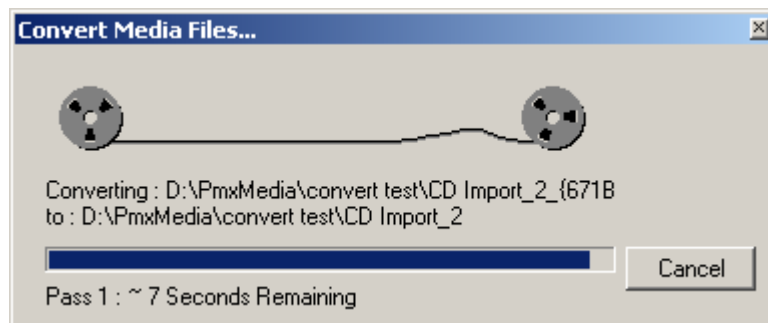 Convert Media Files...
Converting : D:\PmxMedia\convert test\CD Import_2_{671B
to : D:\PmxMedia\convert test\CD Import_2
Cancel
Pass 1 : ~ 7 Seconds Remaining